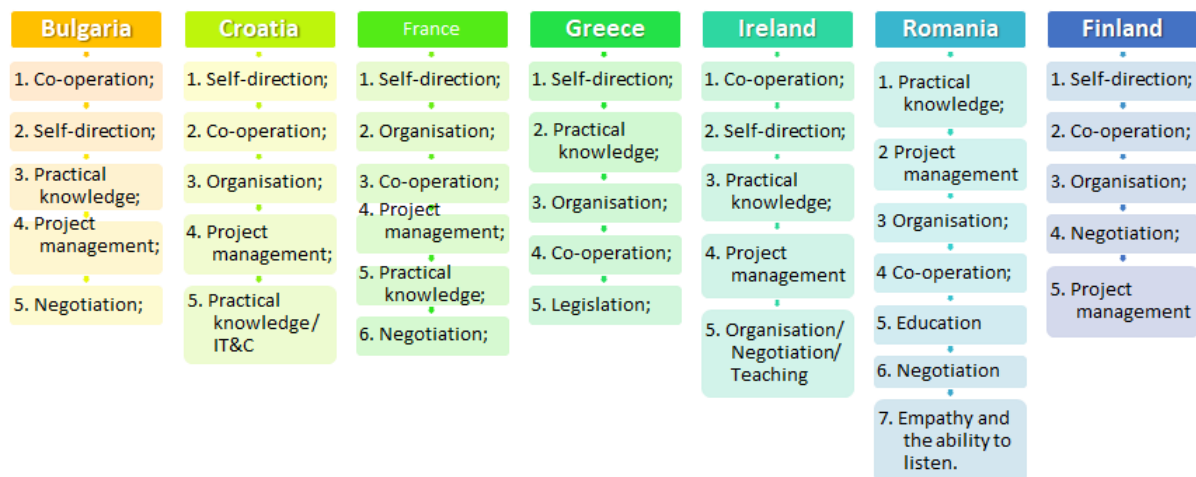 Bulgaria
1. Co-operation;
2. Self-direction;
3. Practical
knowledge;
4. Project
management;
5. Negotiation;
Croatia
1. Self-direction;
2. Co-operation;
3. Organisation;
4. Project
management;
5. Practical
knowledge/
IT&C
France
1. Self-direction;
2. Organisation;
3. Co-operation;
4. Project
management;
5. Practical
knowledge;
6. Negotiation;
Greece
1. Self-direction;
2. Practical
knowledge;
3. Organisation;
4. Co-operation;
5. Legislation;
Ireland
1. Co-operation;
2. Self-direction;
3. Practical
knowledge;
4. Project
management
5. Organisation/
Negotiation/
Teaching
Romania
1. Practical
knowledge;
2 Project
management
3 Organisation;
4 Co-operation;
5. Education
6. Negotiation
7. Empathy and
the ability to
listen.
Finland
1. Self-direction;
2. Co-operation;
3. Organisation;
4. Negotiation;
5. Project
management